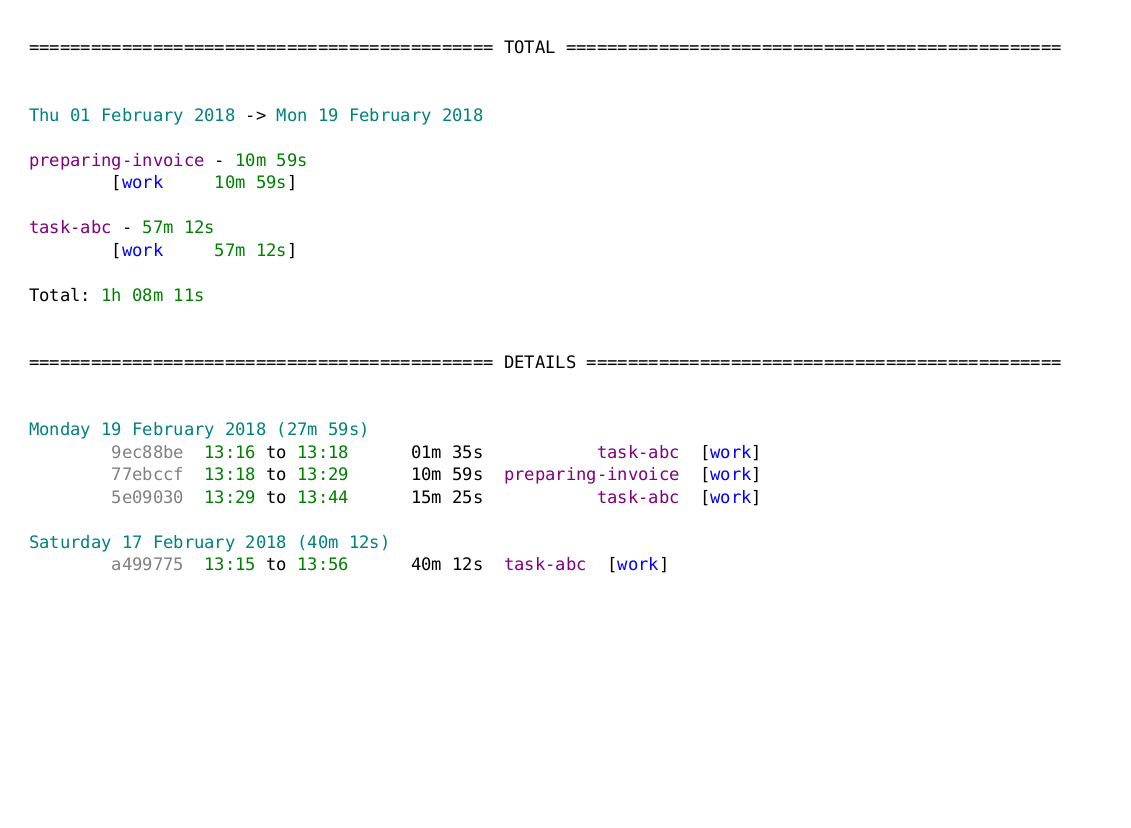 ============================================= TOTAL ================================================
Thu 01 February 2018 -> Mon 19 February 2018
preparing-invoice - 10m 59s
        [work     10m 59s]
task-abc - 57m 12s
        [work     57m 12s]
Total: 1h 08m 11s
============================================= DETAILS ==============================================
Monday 19 February 2018 (27m 59s)
        9ec88be  13:16 to 13:18      01m 35s           task-abc  [work]
        77ebccf  13:18 to 13:29      10m 59s  preparing-invoice  [work]
        5e09030  13:29 to 13:44      15m 25s           task-abc  [work]
Saturday 17 February 2018 (40m 12s)
        a499775  13:15 to 13:56      40m 12s  task-abc  [work]